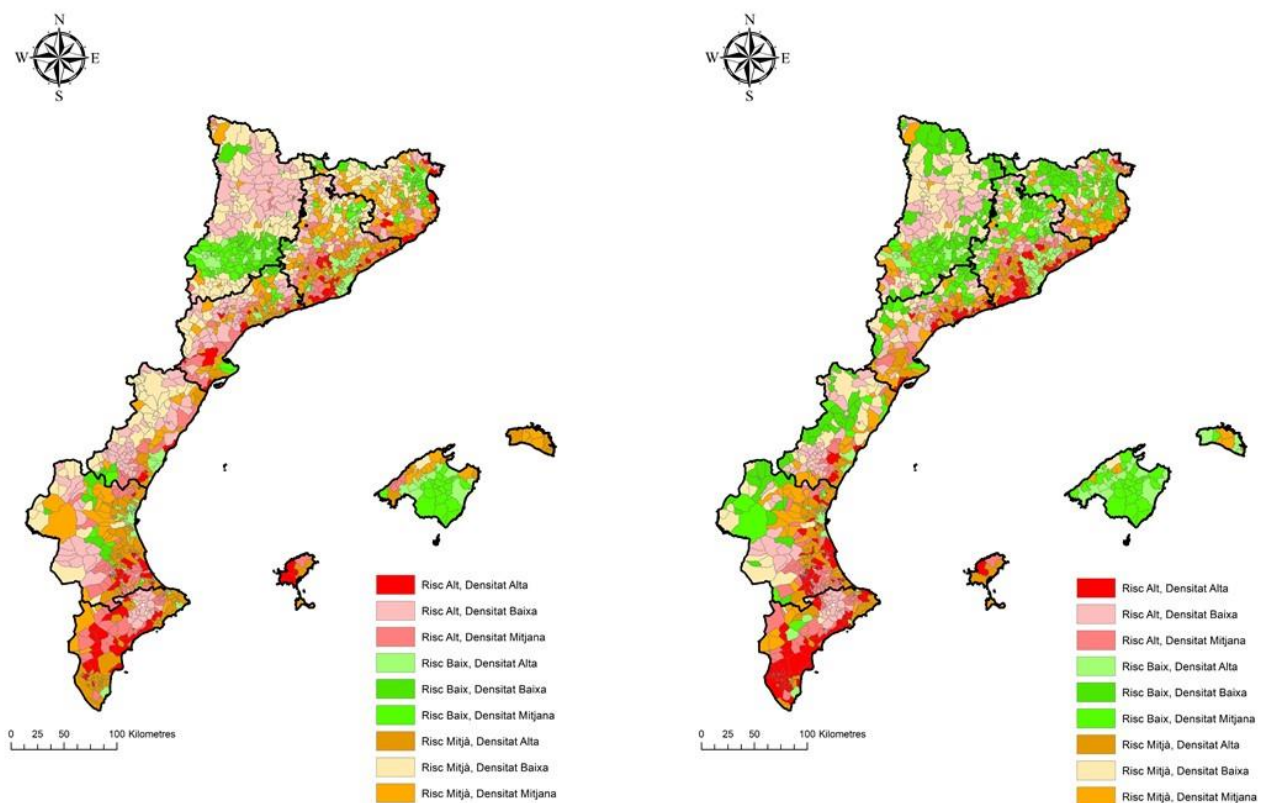 N
W E
S
Risc Alt, Densitat Alta
Risc Alt, Densitat Baixa
Risc Alt, Densitat Mitjana
Risc Baix, Densitat Alta
Risc Baix, Densitat Baixa
Risc Baix, Densitat Mitjana
Risc Mitjà, Densitat Alta
Risc Mitjà, Densitat Baixa
Risc Mitjà, Densitat Mitjana
0 25 50 100 Kilometres
N
W E
S
Risc Alt, Densitat Alta
Risc Alt, Densitat Baixa
Risc Alt, Densitat Mitjana
Risc Baix, Densitat Alta
Risc Baix, Densitat Baixa
Risc Baix, Densitat Mitjana
Risc Mitjà, Densitat Alta
Risc Mitjà, Densitat Baixa
Risc Mitjà, Densitat Mitjana
0 25 50 100 Kilometres